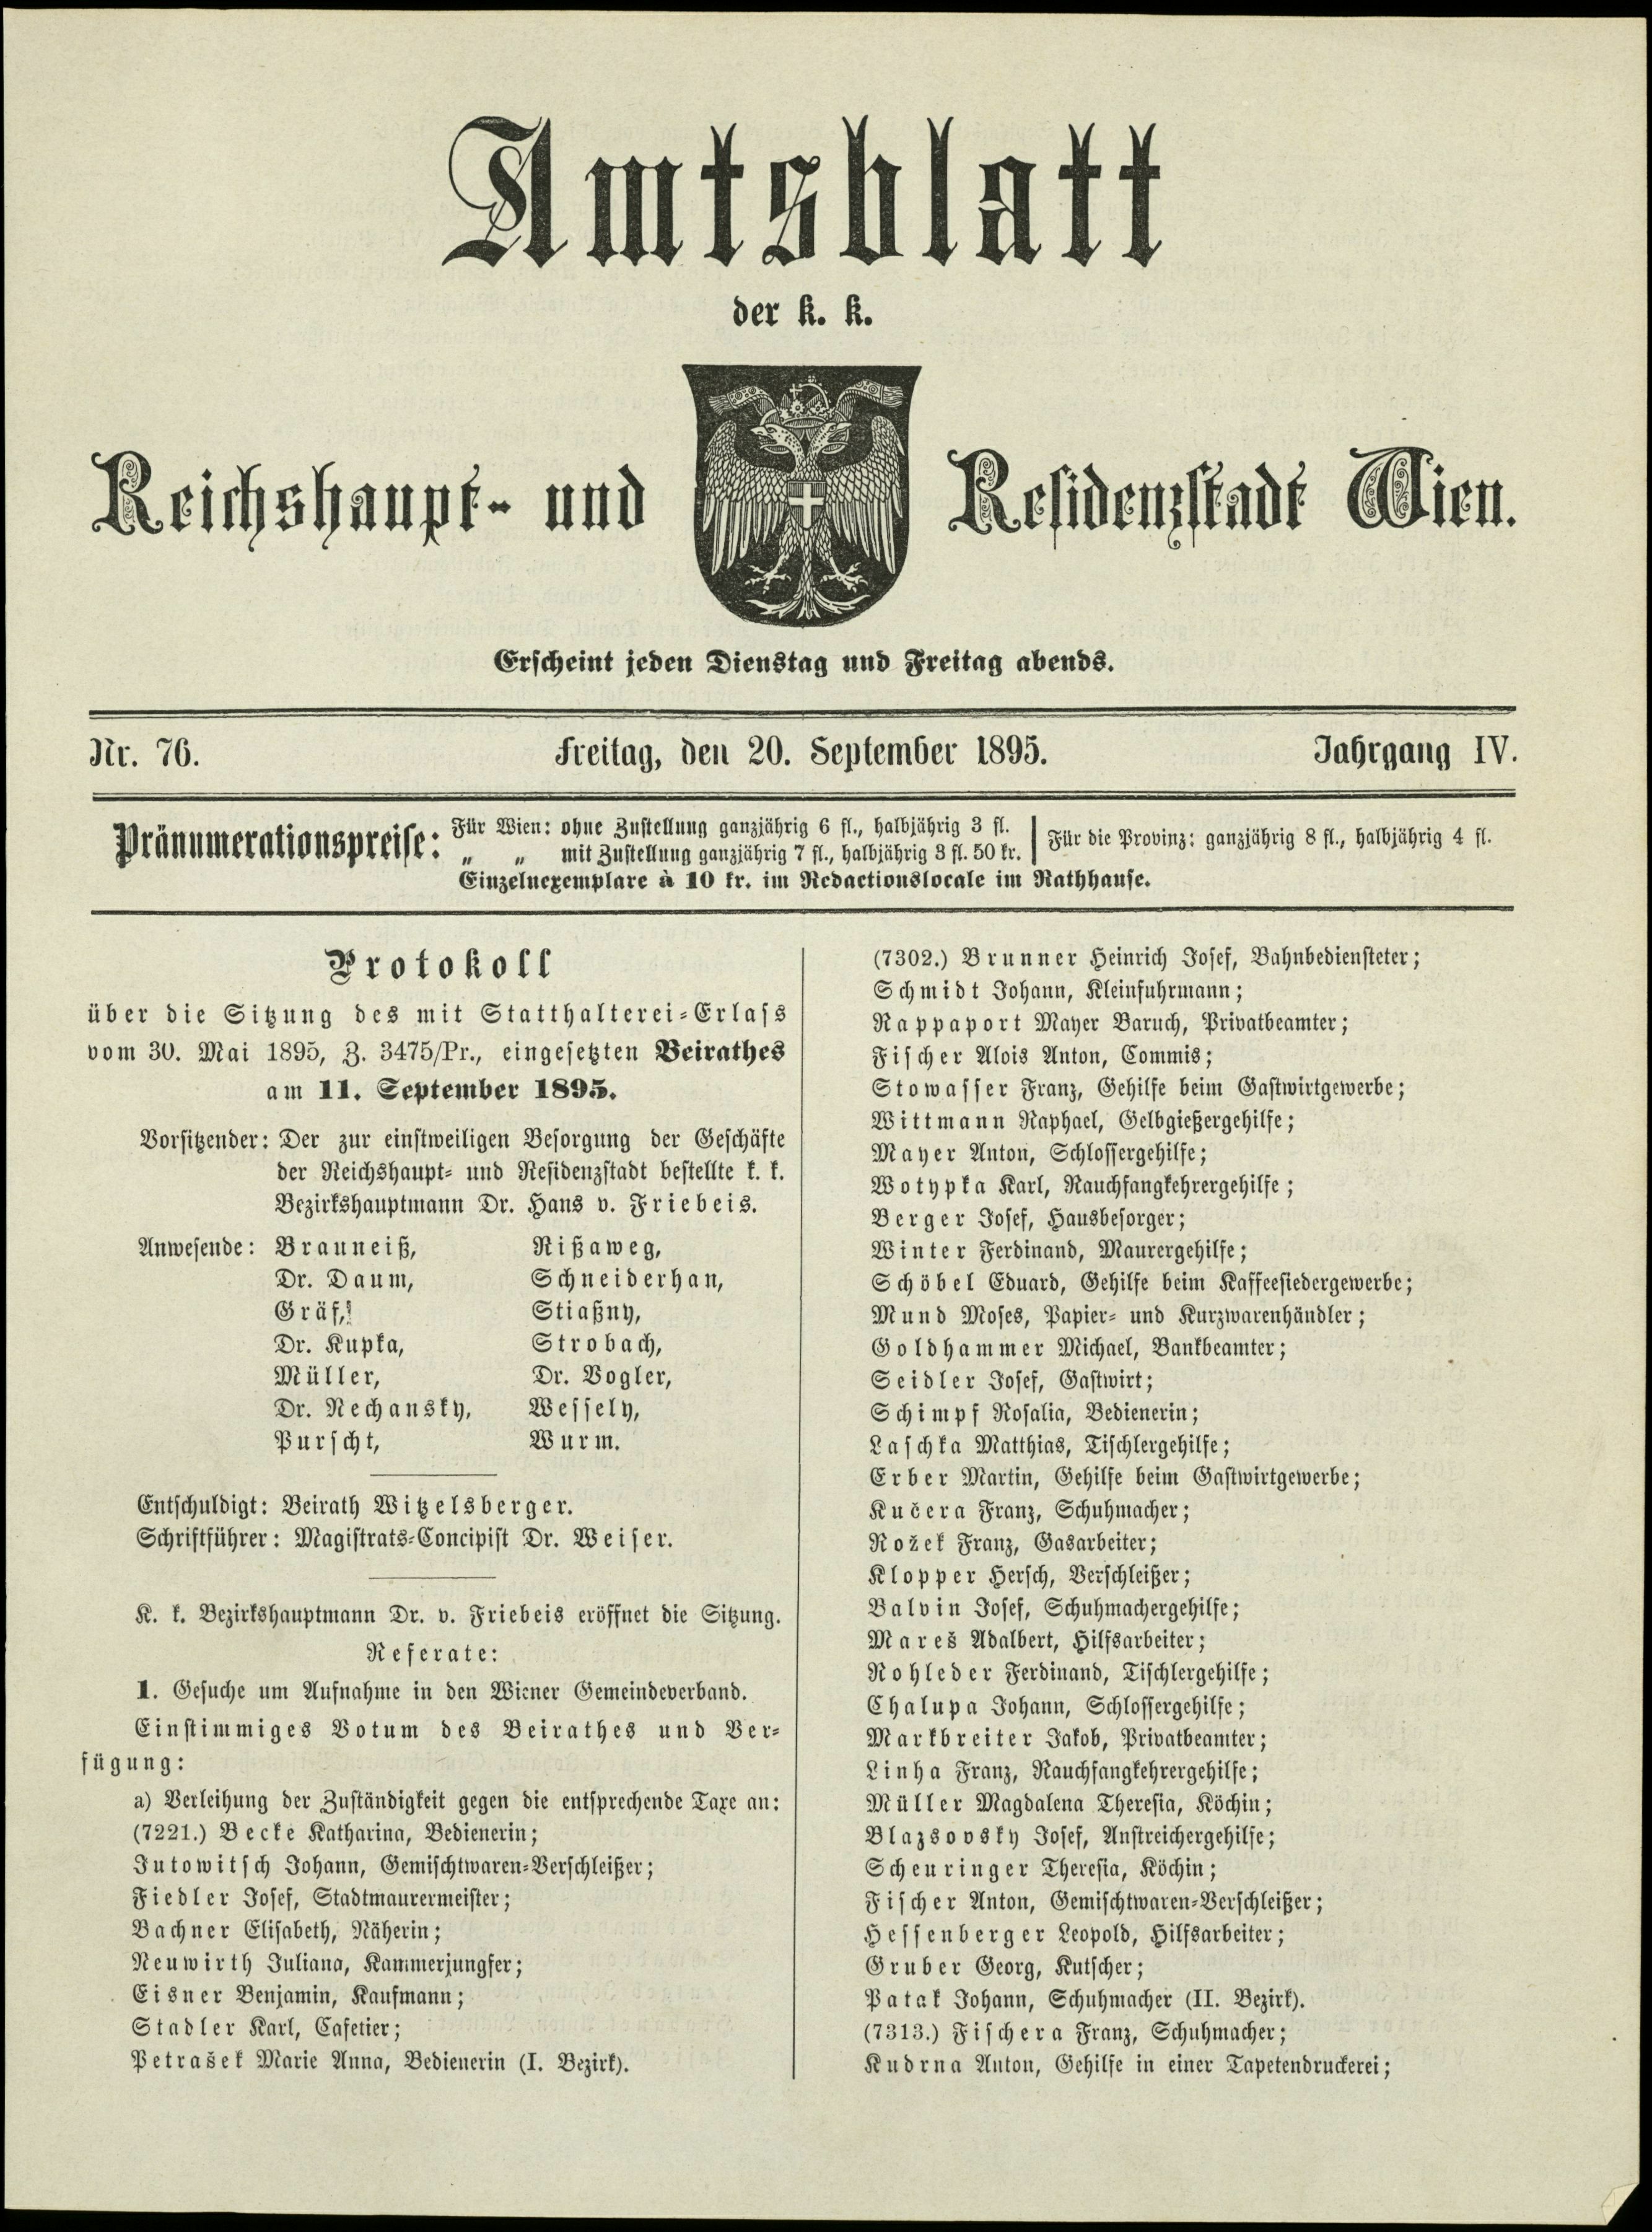 Amtsblatt
der k. k.
Reichshaupt- und Residenzstadt Wien.
Erscheint jeden Dienstag und Freitag abends.
Nr. 76. Freitag, den 20. September 1895. Jahrgang IV.
Pränumerationspreise: Für Wien: ohne Zustellung ganzjährig 6 fl., halbjährig 3 fl.
„ „ mit Zustellung ganzjährig 7 fl., halbjährig 3 fl. 50 kr.
Für die Provinz: ganzjährig 8 fl., halbjährig 4 fl.
Einzelnexemplare à 10 kr. im Redactionslocale im Rathhause.
Protokoll
über die Sitzung des mit Statthalterei-Erlass
vom 30. Mai 1895, Z. 3475/Pr., eingesetzten Beirathes
am 11. September 1895.
Vorsitzender: Der zur einstweiligen Besorgung der Geschäfte
der Reichshaupt- und Residenzstadt bestellte k. k.
Bezirkshauptmann Dr. Hans v. Friebeis.
Anwesende: Brauneiß, Rißaweg,
Dr. Daum, Schneiderhan,
Gräf, Stiaßny,
Dr. Kupka, Strobach,
Müller, Dr. Vogler,
Dr. Nechansky, Wessely,
Purscht, Wurm.
Entschuldigt: Beirath Witzelsberger.
Schriftführer: Magistrats-Concipist Dr. Weiser.
K. k. Bezirkshauptmann Dr. v. Friebeis eröffnet die Sitzung.
Referate:
1. Gesuche um Aufnahme in den Wiener Gemeindeverband.
Einstimmiges Votum des Beirathes und Ver-
fügung:
a) Verleihung der Zuständigkeit gegen die entsprechende Taxe an:
(7221.) Becke Katharina, Bedienerin;
Jutowitsch Johann, Gemischtwaren-Verschleißer;
Fiedler Josef, Stadtmaurermeister;
Bachner Elisabeth, Näherin;
Neuwirth Juliana, Kammerjungfer;
Eisner Benjamin, Kaufmann;
Stadler Karl, Cafetier;
Petrašek Marie Anna, Bedienerin (I. Bezirk).
(7302.) Brunner Heinrich Josef, Bahnbediensteter;
Schmidt Johann, Kleinfuhrmann;
Rappaport Mayer Baruch, Privatbeamter;
Fischer Alois Anton, Commis;
Stowasser Franz, Gehilfe beim Gastwirtgewerbe;
Wittmann Raphael, Gelbgießergehilfe;
Mayer Anton, Schlossergehilfe;
Wotypka Karl, Rauchfangkehrergehilfe;
Berger Josef, Hausbesorger;
Winter Ferdinand, Maurergehilfe;
Schöbel Eduard, Gehilfe beim Kaffeesiedergewerbe;
Mund Moses, Papier- und Kurzwarenhändler;
Goldhammer Michael, Bankbeamter;
Seidler Josef, Gastwirt;
Schimpf Rosalia, Bedienerin;
Laschka Matthias, Tischlergehilfe;
Erber Martin, Gehilfe beim Gastwirtgewerbe;
Kučera Franz, Schuhmacher;
Rožek Franz, Gasarbeiter;
Klopper Hersch, Verschleißer;
Balvin Josef, Schuhmachergehilfe;
Mareš Adalbert, Hilfsarbeiter;
Rohleder Ferdinand, Tischlergehilfe;
Chalupa Johann, Schlossergehilfe;
Markbreiter Jakob, Privatbeamter;
Linha Franz, Rauchfangkehrergehilfe;
Müller Magdalena Theresia, Köchin;
Blazsovsky Josef, Anstreichergehilfe;
Scheuringer Theresia, Köchin;
Fischer Anton, Gemischtwaren-Verschleißer;
Hessenberger Leopold, Hilfsarbeiter;
Gruber Georg, Kutscher;
Patak Johann, Schuhmacher (II. Bezirk).
(7313.) Fischera Franz, Schuhmacher;
Kudrna Anton, Gehilfe in einer Tapetendruckerei;